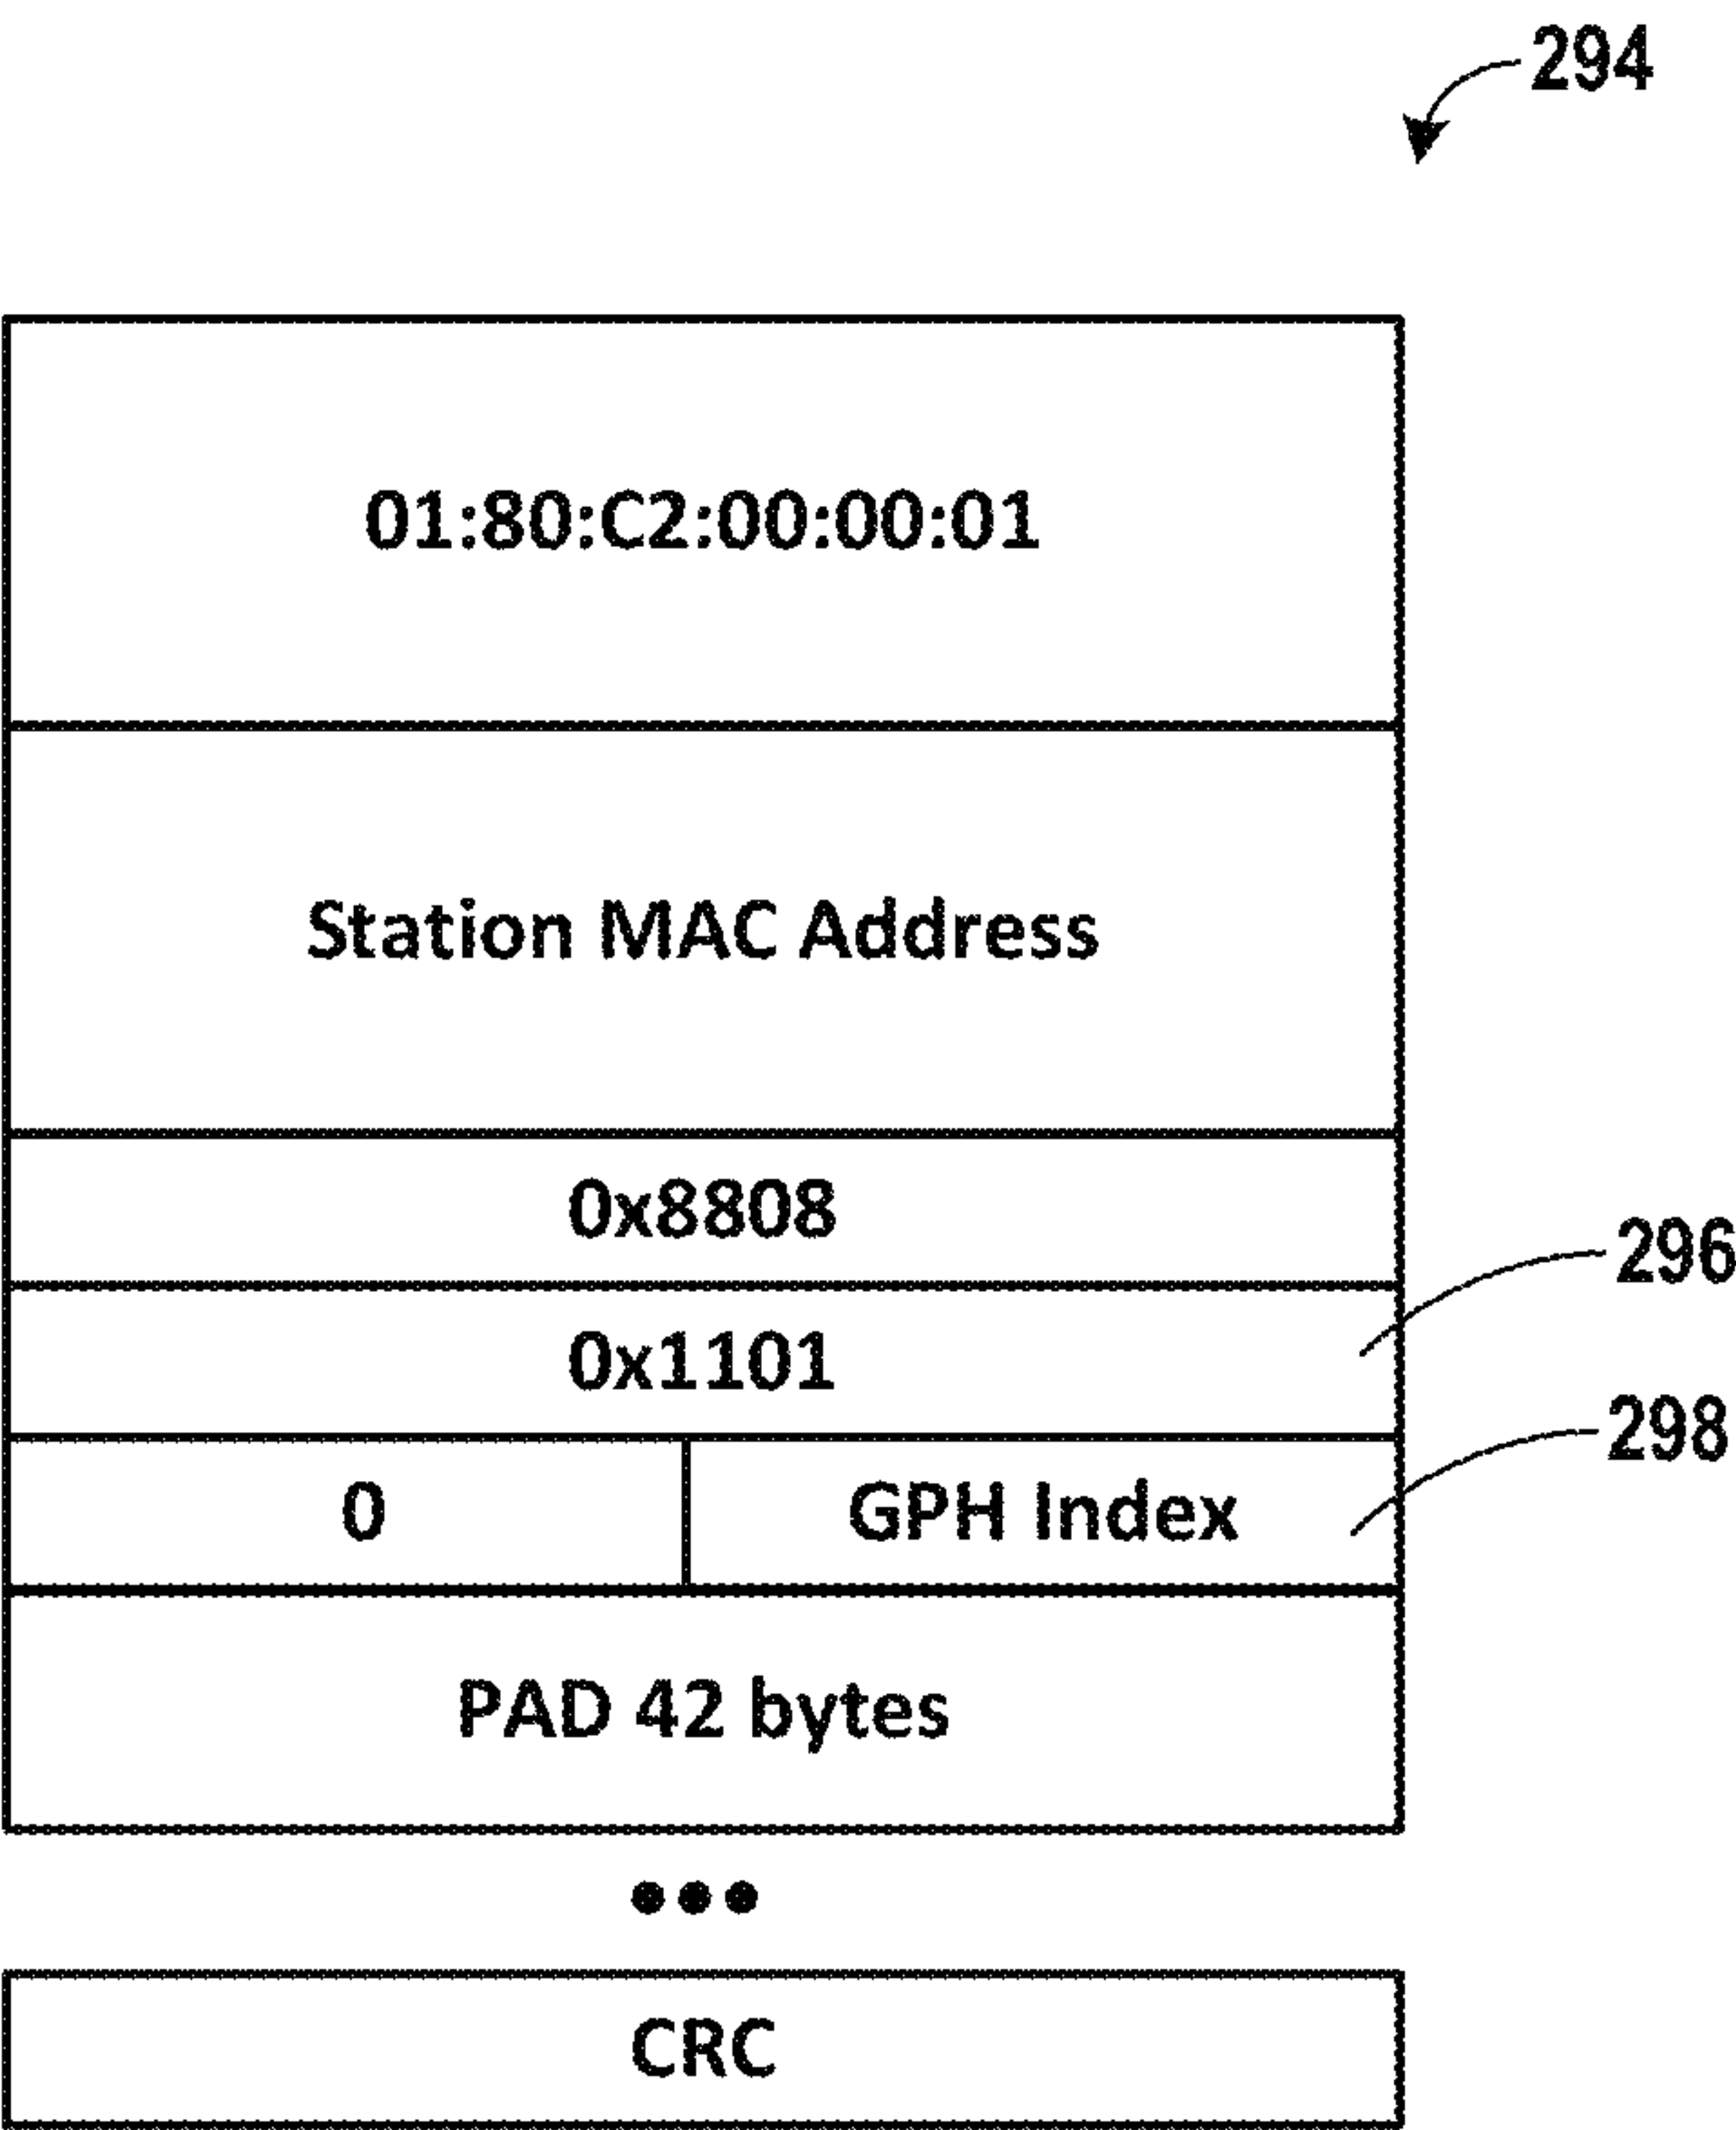 294
01:80:C2:00:00:01
Station MAC Address
0x8808
296
0x1101
298
0 GPH Index
PAD 42 bytes
CRC